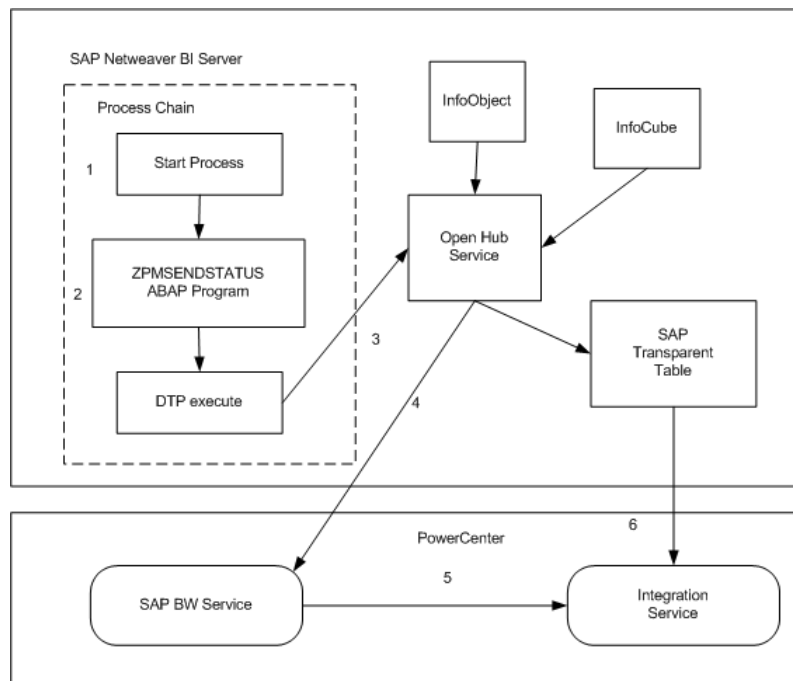 SAP Netweaver BI Server
Process Chain
1
Start Process
2
ZPMSENDSTATUS
ABAP Program
DTP execute
3
InfoObject
InfoCube
Open Hub
Service
SAP
Transparent
Table
4
6
PowerCenter
SAP BW Service
5
Integration
Service